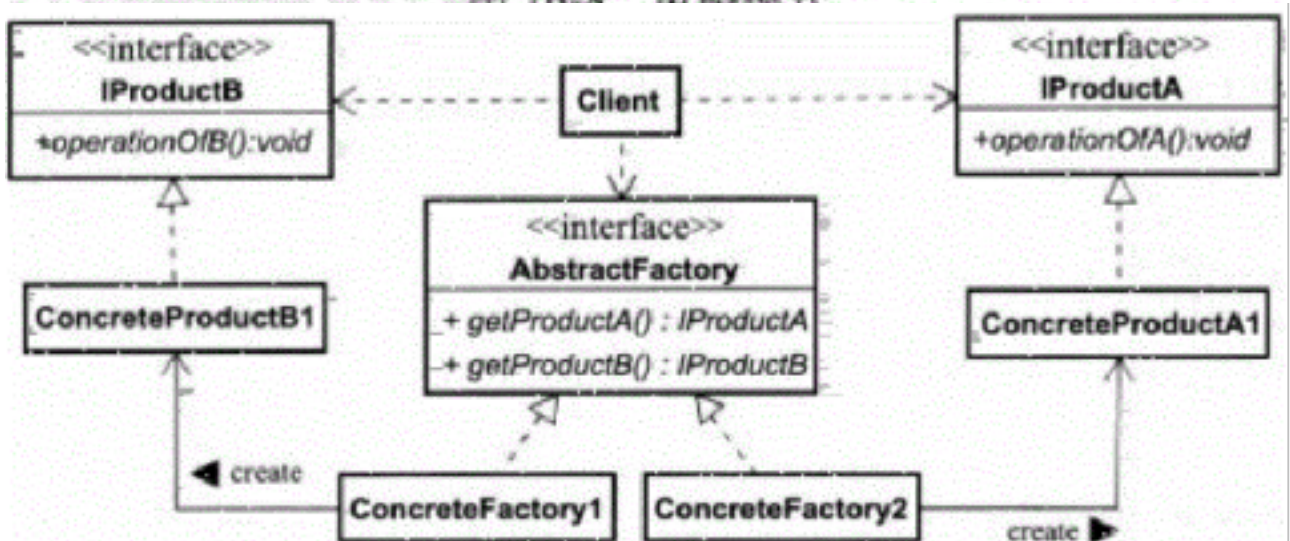 <<interface>>
IProductB
+operationOfB():void
Client
<<interface>>
IProductA
+operationOfA():void
<<interface>>
AbstractFactory
+ getProductA() : IProductA
+ getProductB() : IProductB
ConcreteProductB1
ConcreteProductA1
create
ConcreteFactory1
ConcreteFactory2
create